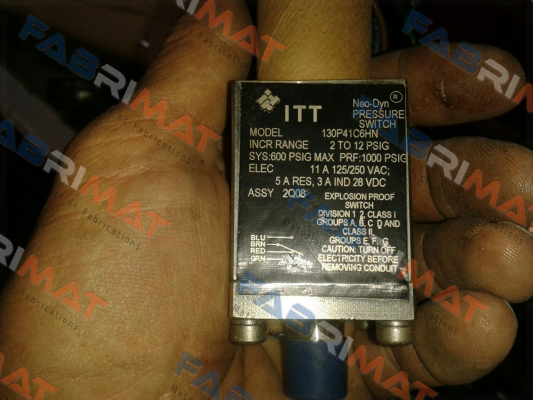 ITT
Neo-Dyn ®
PRESSURE
SWITCH
MODEL 130P41C6HN
INCR RANGE 2 TO 12 PSIG
SYS:600 PSIG MAX PRF:1000 PSIG
ELEC 11 A 125/250 VAC;
5 A RES, 3 A IND 28 VDC
ASSY 2Q08
EXPLOSION PROOF
SWITCH
DIVISION 1 2, CLASS I
GROUPS A, B, C, D AND
CLASS II,
GROUPS E, F, G
CAUTION: TURN OFF
ELECTRICITY BEFORE
REMOVING CONDUIT
BLU
BRN
RED
GRN
FABRIMAT